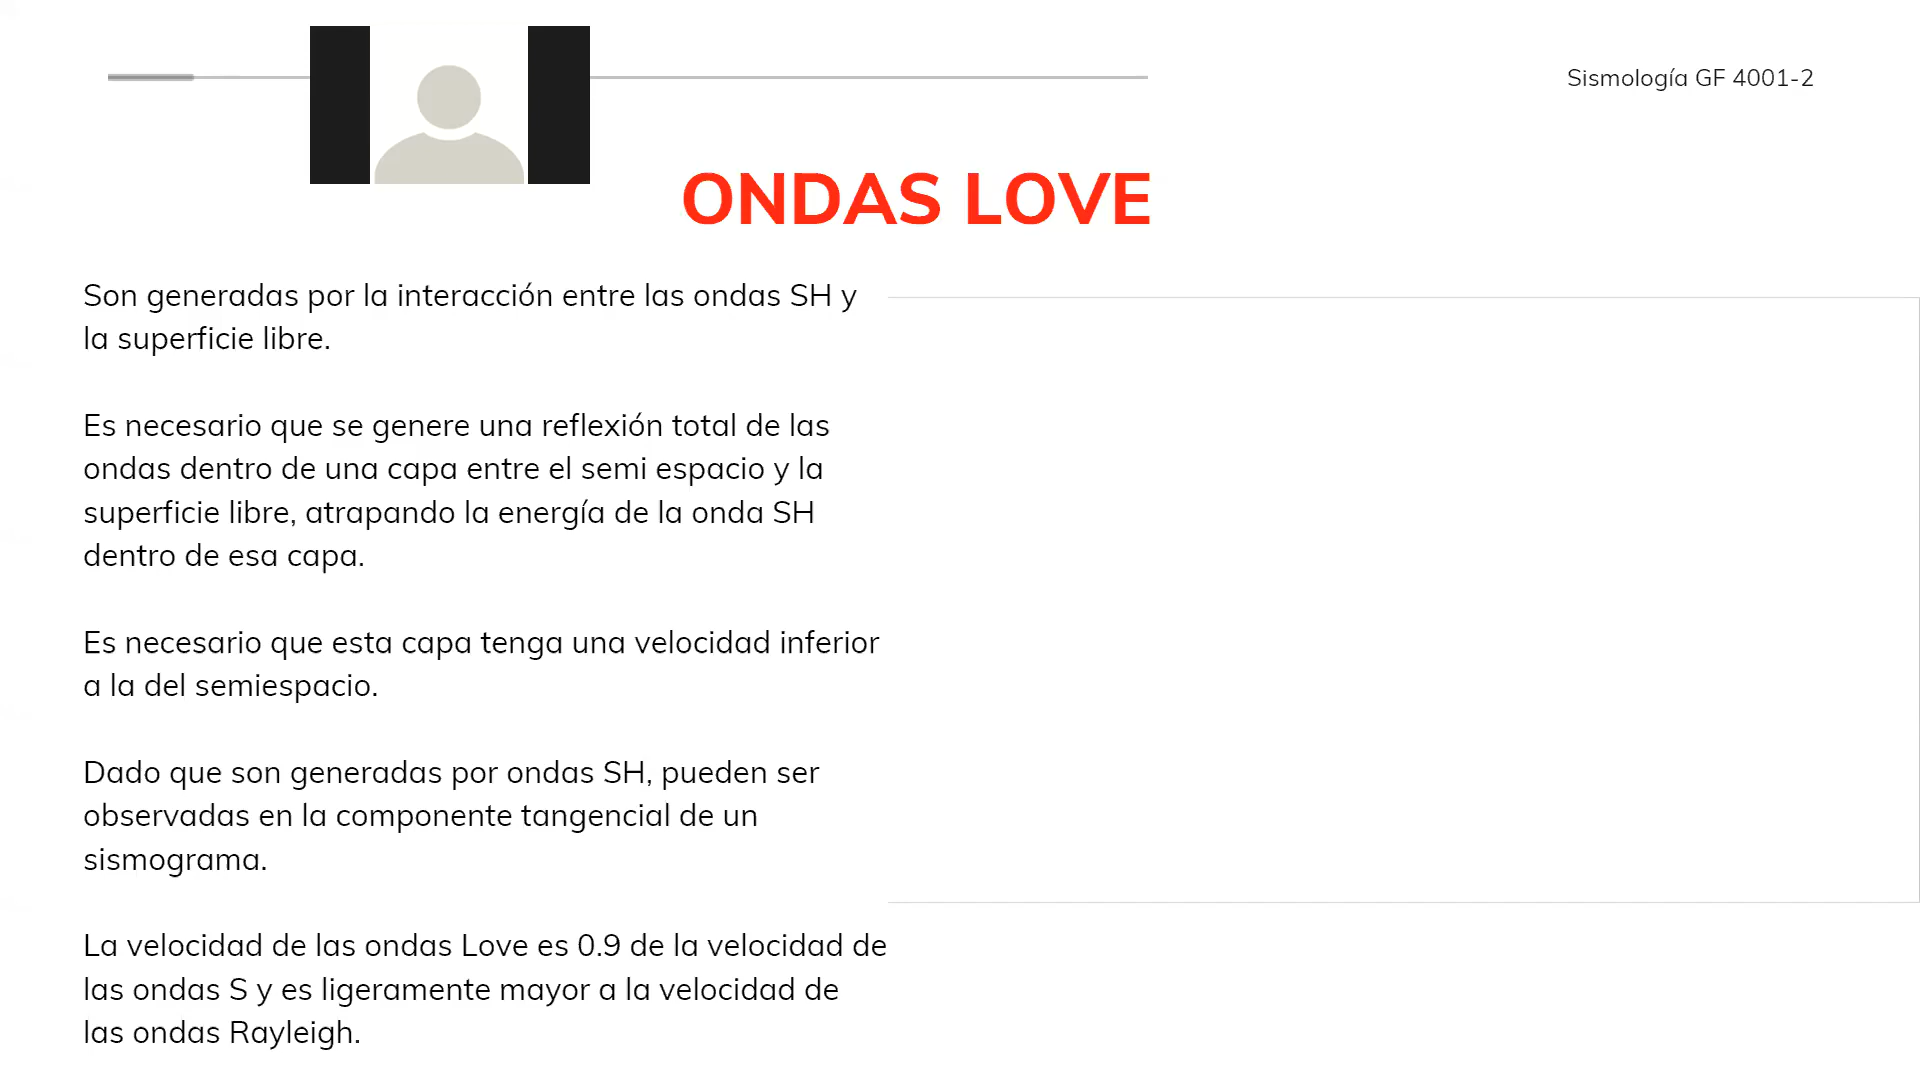 Sismología GF 4001-2
ONDAS LOVE
Son generadas por la interacción entre las ondas SH y
la superficie libre.
Es necesario que se genere una reflexión total de las
ondas dentro de una capa entre el semi espacio y la
superficie libre, atrapando la energía de la onda SH
dentro de esa capa.
Es necesario que esta capa tenga una velocidad inferior
a la del semiespacio.
Dado que son generadas por ondas SH, pueden ser
observadas en la componente tangencial de un
sismograma.
La velocidad de las ondas Love es 0.9 de la velocidad de
las ondas S y es ligeramente mayor a la velocidad de
las ondas Rayleigh.